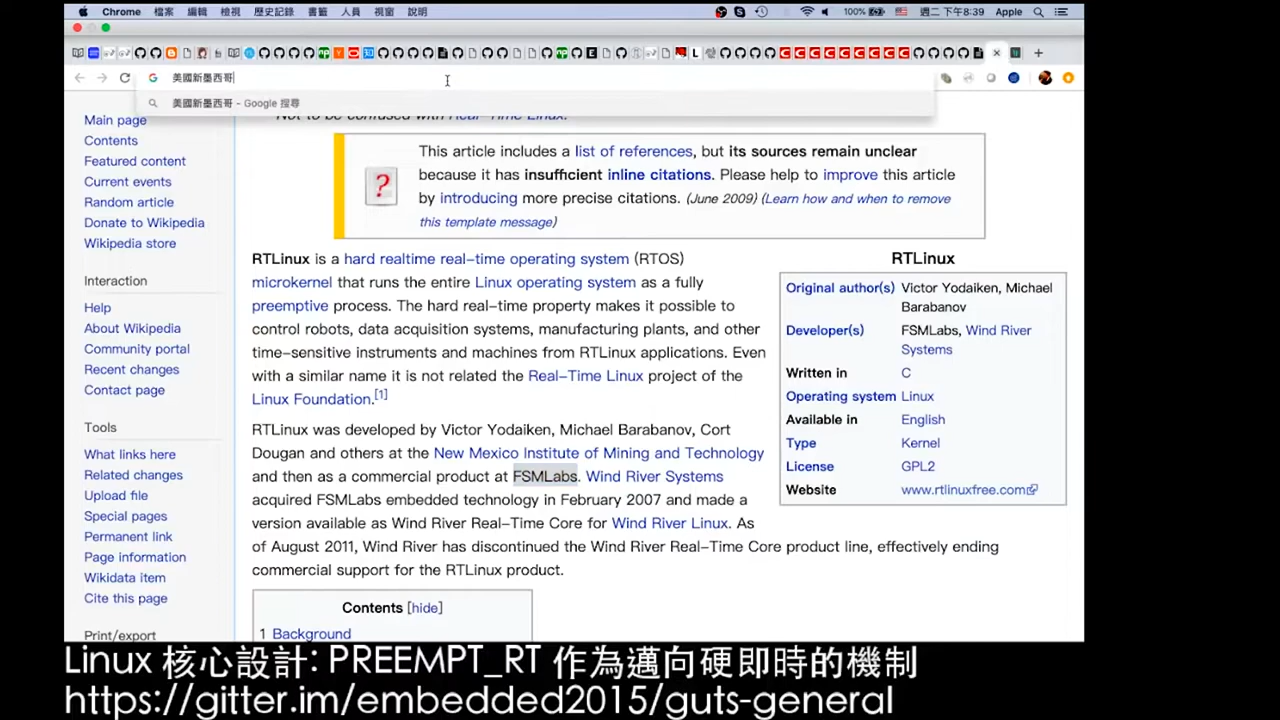 Chrome 檔案 編輯 檢視 歷史記錄 書籤 人員 視窗 說明 100% 週二 下午8:39 Apple
美國新墨西哥
美國新墨西哥 - Google 搜尋
Not to be confused with Real-Time Linux.
Main page
Contents
Featured content
Current events
Random article
Donate to Wikipedia
Wikipedia store
Interaction
Help
About Wikipedia
Community portal
Recent changes
Contact page
Tools
What links here
Related changes
Upload file
Special pages
Permanent link
Page information
Wikidata item
Cite this page
Print/export
This article includes a list of references, but its sources remain unclear
because it has insufficient inline citations. Please help to improve this article
by introducing more precise citations. (June 2009) (Learn how and when to remove
this template message)
RTLinux is a hard realtime real-time operating system (RTOS)
microkernel that runs the entire Linux operating system as a fully
preemptive process. The hard real-time property makes it possible to
control robots, data acquisition systems, manufacturing plants, and other
time-sensitive instruments and machines from RTLinux applications. Even
with a similar name it is not related the Real-Time Linux project of the
Linux Foundation.[1]
RTLinux was developed by Victor Yodaiken, Michael Barabanov, Cort
Dougan and others at the New Mexico Institute of Mining and Technology
and then as a commercial product at FSMLabs. Wind River Systems
acquired FSMLabs embedded technology in February 2007 and made a
version available as Wind River Real-Time Core for Wind River Linux. As
of August 2011, Wind River has discontinued the Wind River Real-Time Core product line, effectively ending
commercial support for the RTLinux product.
RTLinux
Original author(s) Victor Yodaiken, Michael
Barabanov
Developer(s) FSMLabs, Wind River
Systems
Written in C
Operating system Linux
Available in English
Type Kernel
License GPL2
Website www.rtlinuxfree.com
Contents [hide]
1 Background
Linux 核心設計: PREEMPT_RT 作為邁向硬即時的機制
https://gitter.im/embedded2015/guts-general